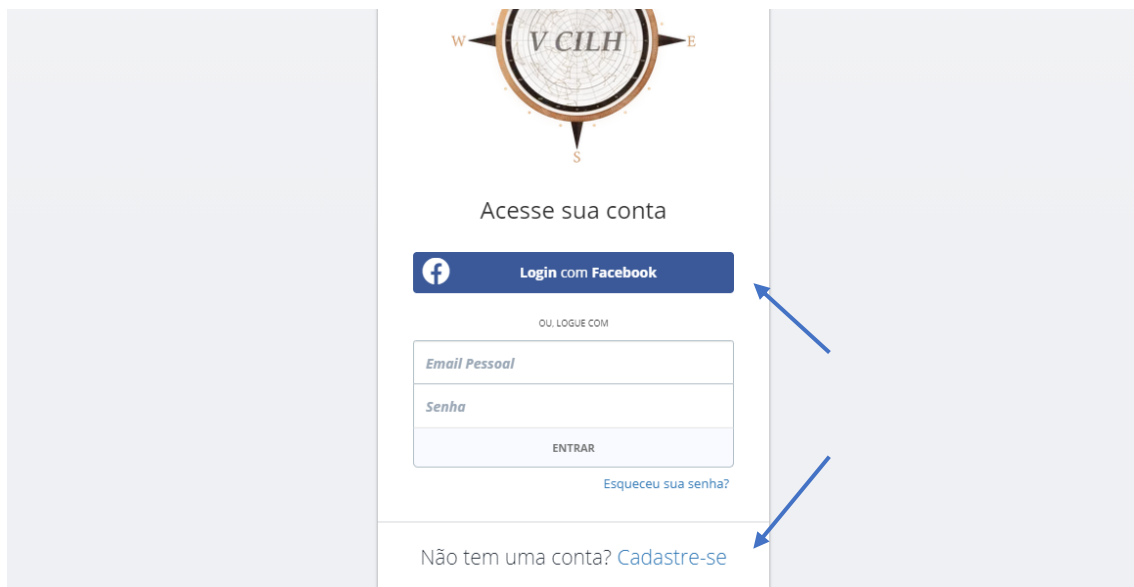 W V CILH E
S
Acesse sua conta
Login com Facebook
OU, LOGUE COM
Email Pessoal
Senha
ENTRAR
Esqueceu sua senha?
Não tem uma conta? Cadastre-se